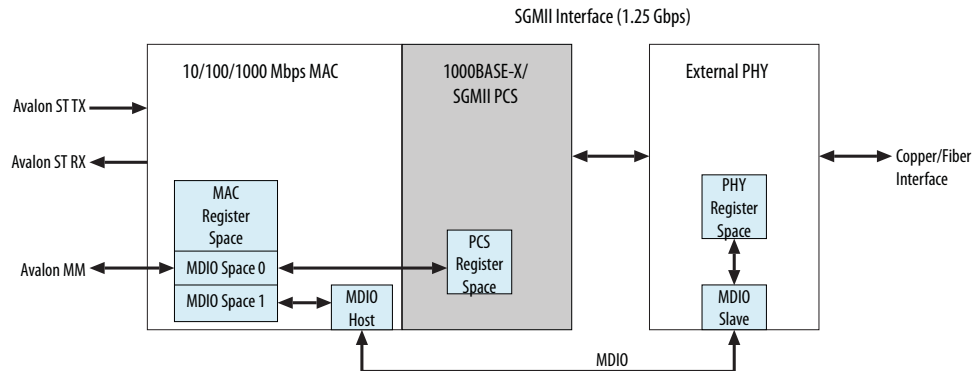 SGMII Interface (1.25 Gbps)
10/100/1000 Mbps MAC
1000BASE-X/
SGMII PCS
External PHY
Avalon ST TX
Avalon ST RX
Copper/Fiber
Interface
MAC
Register
Space
PHY
Register
Space
PCS
Register
Space
Avalon MM
MDIO Space 0
MDIO Space 1
MDIO
Host
MDIO
Slave
MDIO